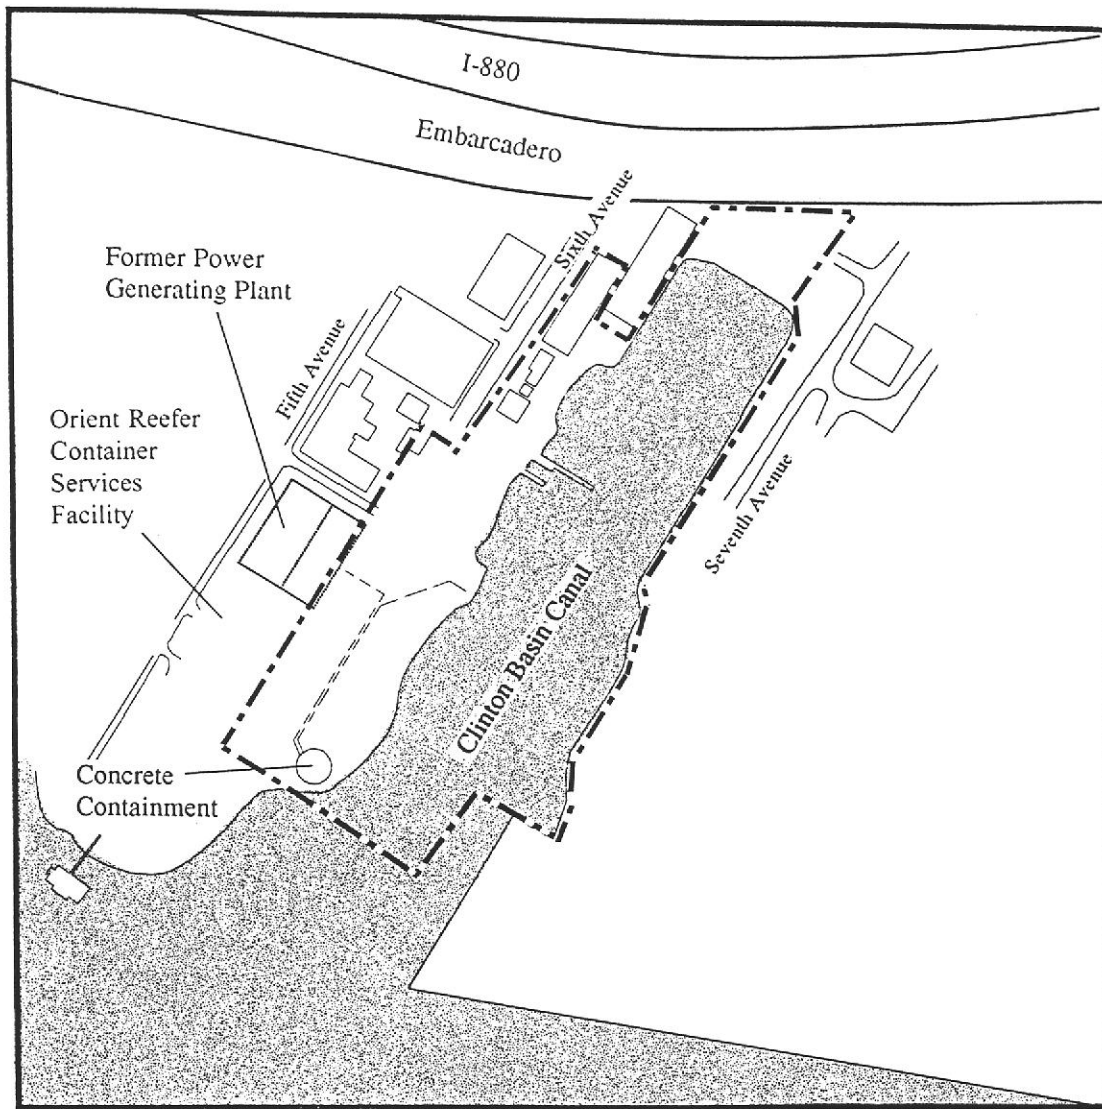 I-880
Embarcadero
Sixth Avenue
Former Power
Generating Plant
Fifth Avenue
Orient Reefer
Container
Services
Facility
Seventh Avenue
Clinton Basin Canal
Concrete
Containment